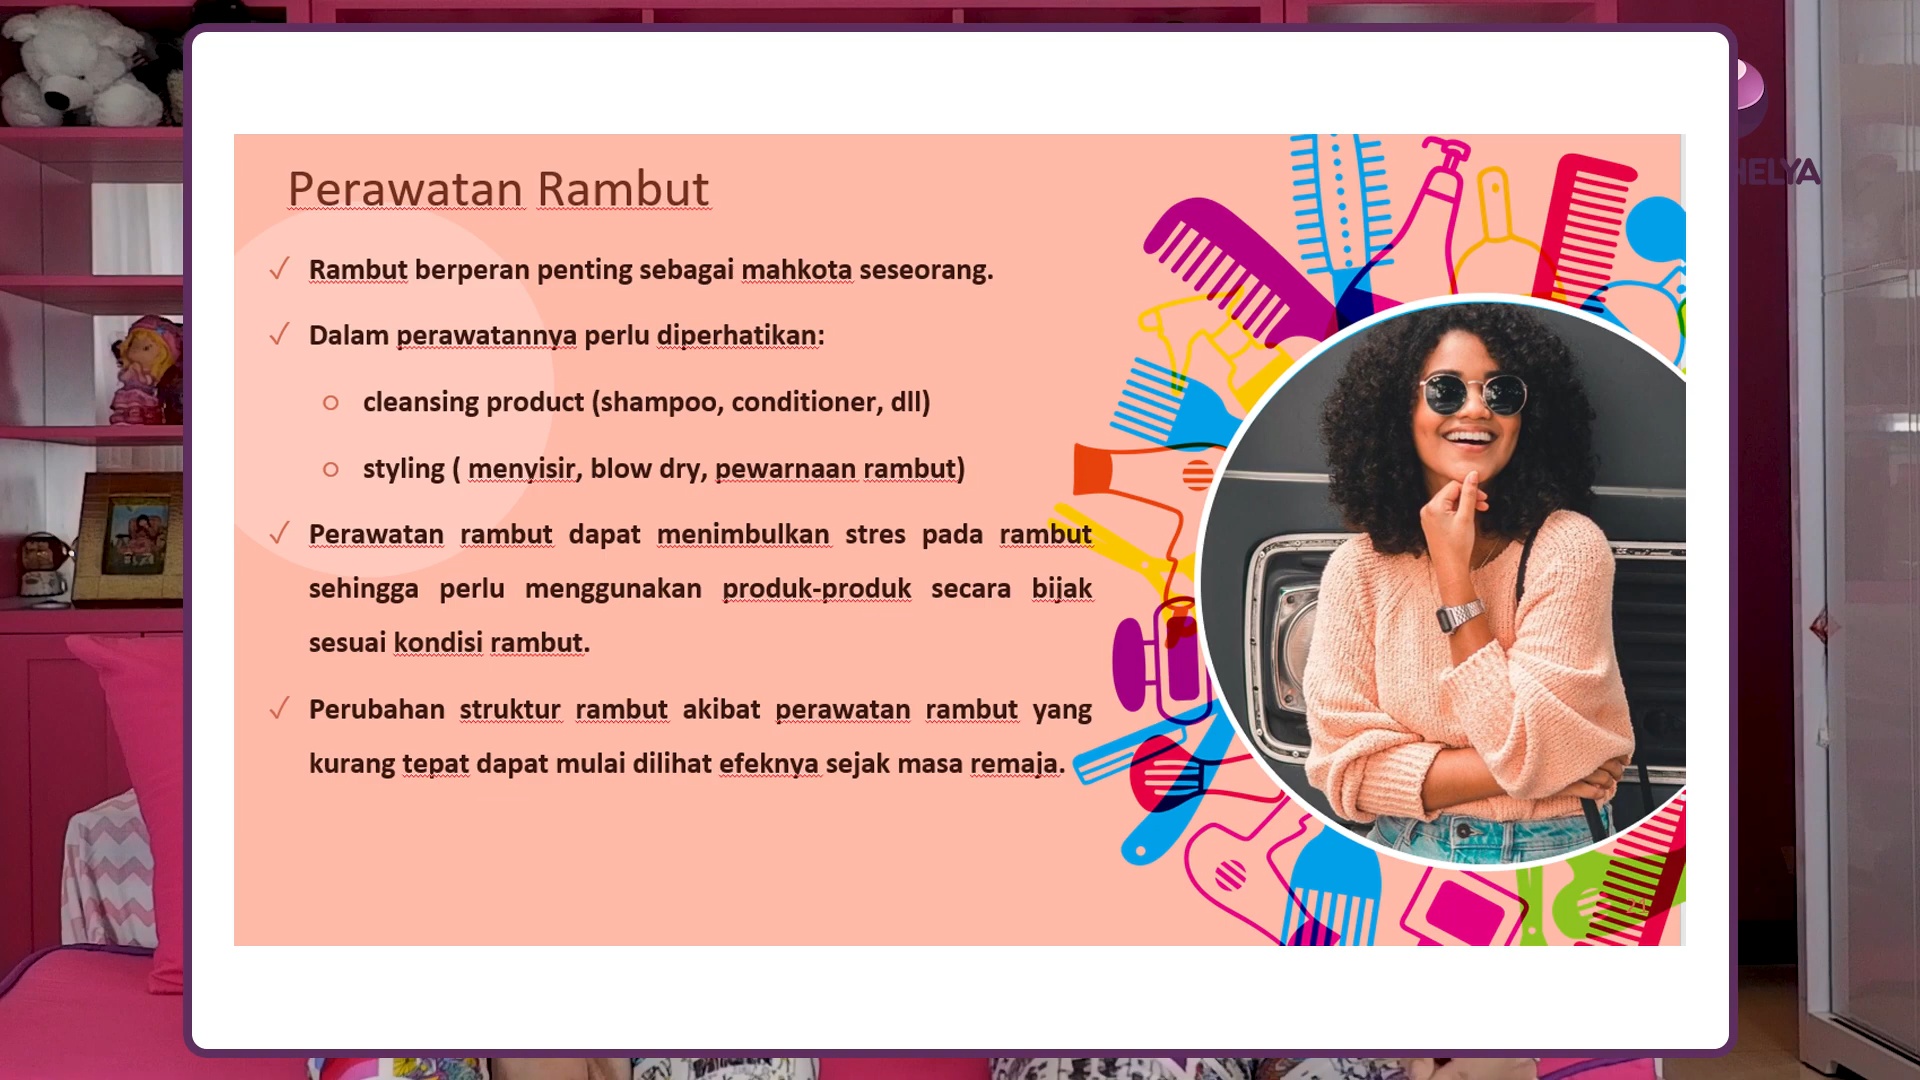 Perawatan Rambut
✓ Rambut berperan penting sebagai mahkota seseorang.
✓ Dalam perawatannya perlu diperhatikan:
○ cleansing product (shampoo, conditioner, dll)
○ styling ( menyisir, blow dry, pewarnaan rambut)
✓ Perawatan rambut dapat menimbulkan stres pada rambut
sehingga perlu menggunakan produk-produk secara bijak
sesuai kondisi rambut.
✓ Perubahan struktur rambut akibat perawatan rambut yang
kurang tepat dapat mulai dilihat efeknya sejak masa remaja.
HELYA